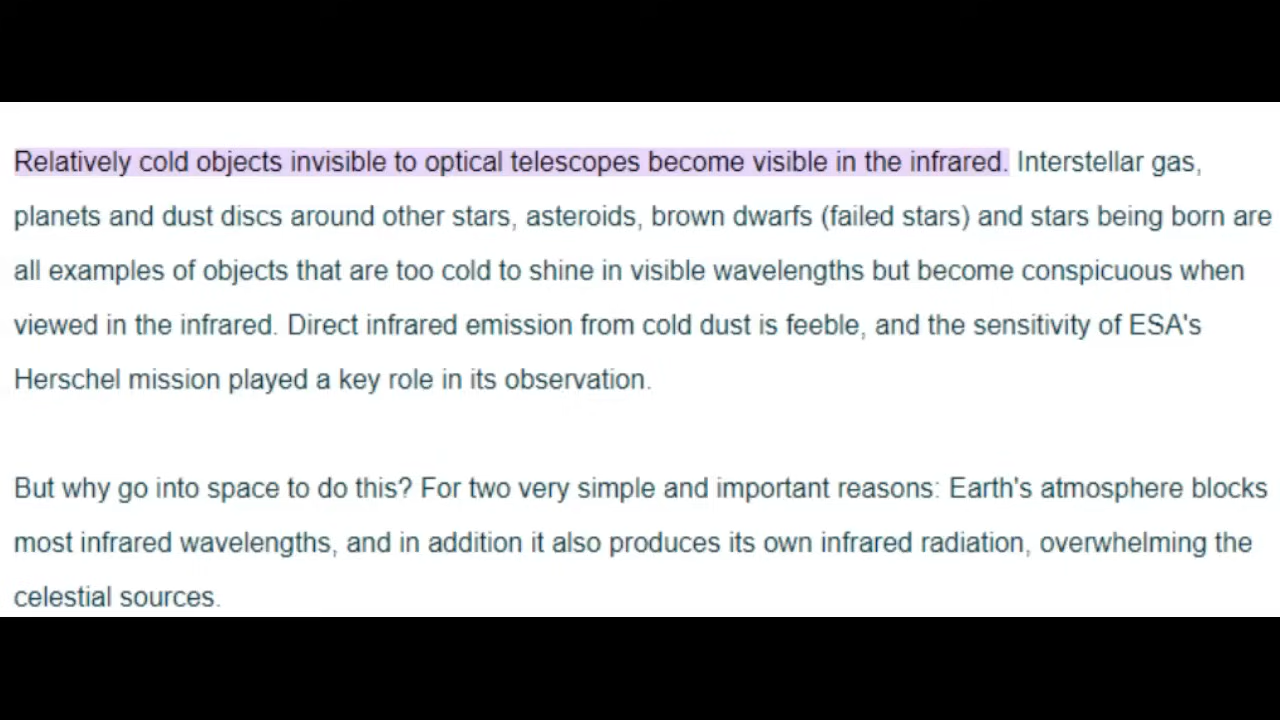 Relatively cold objects invisible to optical telescopes become visible in the infrared. Interstellar gas,
planets and dust discs around other stars, asteroids, brown dwarfs (failed stars) and stars being born are
all examples of objects that are too cold to shine in visible wavelengths but become conspicuous when
viewed in the infrared. Direct infrared emission from cold dust is feeble, and the sensitivity of ESA's
Herschel mission played a key role in its observation.
But why go into space to do this? For two very simple and important reasons: Earth's atmosphere blocks
most infrared wavelengths, and in addition it also produces its own infrared radiation, overwhelming the
celestial sources.